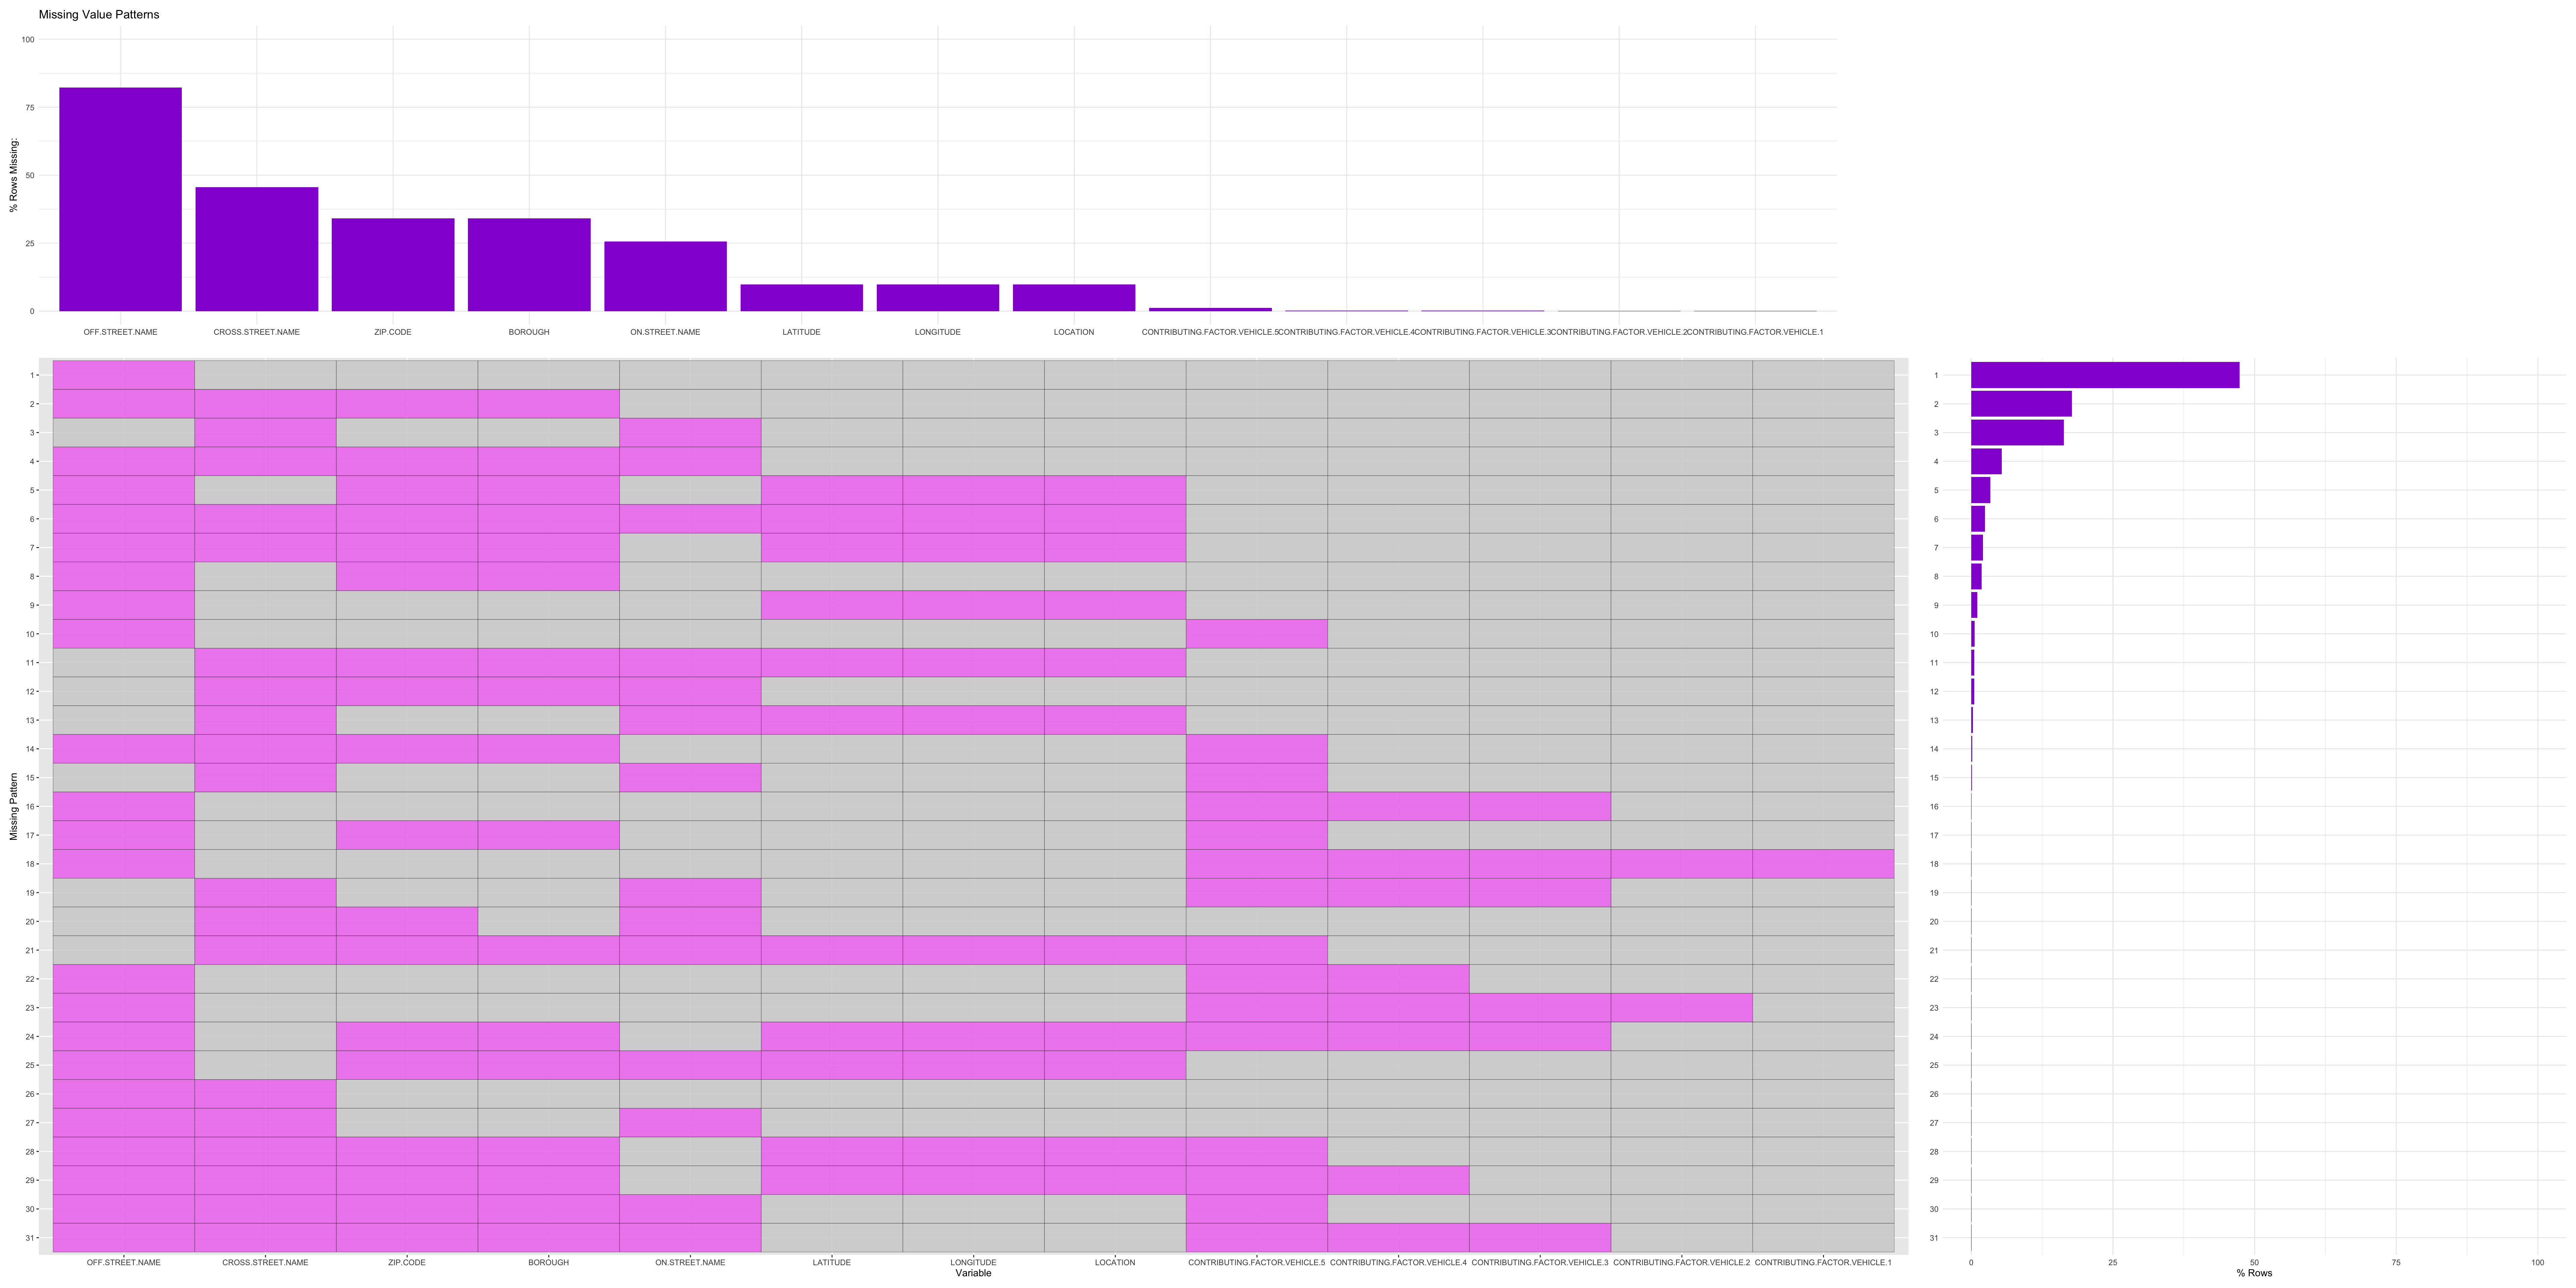 Missing Value Patterns
% Rows Missing:
100
75
50
25
0
OFF.STREET.NAME
CROSS.STREET.NAME
ZIP.CODE
BOROUGH
ON.STREET.NAME
LATITUDE
LONGITUDE
LOCATION
CONTRIBUTING.FACTOR.VEHICLE.5
CONTRIBUTING.FACTOR.VEHICLE.4
CONTRIBUTING.FACTOR.VEHICLE.3
CONTRIBUTING.FACTOR.VEHICLE.2
CONTRIBUTING.FACTOR.VEHICLE.1
Missing Pattern
1
2
3
4
5
6
7
8
9
10
11
12
13
14
15
16
17
18
19
20
21
22
23
24
25
26
27
28
29
30
31
OFF.STREET.NAME
CROSS.STREET.NAME
ZIP.CODE
BOROUGH
ON.STREET.NAME
LATITUDE
LONGITUDE
LOCATION
CONTRIBUTING.FACTOR.VEHICLE.5
CONTRIBUTING.FACTOR.VEHICLE.4
CONTRIBUTING.FACTOR.VEHICLE.3
CONTRIBUTING.FACTOR.VEHICLE.2
CONTRIBUTING.FACTOR.VEHICLE.1
Variable
1
2
3
4
5
6
7
8
9
10
11
12
13
14
15
16
17
18
19
20
21
22
23
24
25
26
27
28
29
30
31
0
25
50
75
100
% Rows